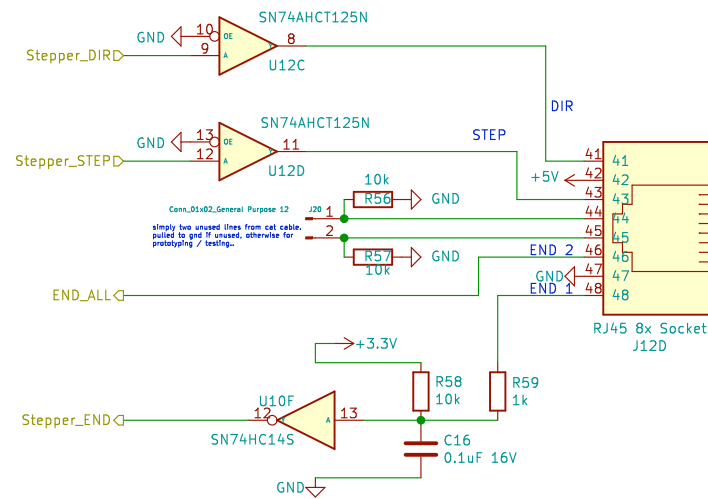 SN74AHCT125N
GND
10
OE
8
Stepper_DIR
9
A
Y
U12C
DIR
SN74AHCT125N
GND
13
OE
11
STEP
Stepper_STEP
12
A
Y
U12D
41
41
+5V
42
42
43
43
44
44
45
45
END_2
46
46
GND
47
47
END_1
48
48
RJ45 8x Socket
J12D
10k
R56
GND
Conn_01x02_General Purpose 12
J20
1
2
simply two unused lines from cat cable.
pulled to gnd if unused, otherwise for
prototyping / testing..
R57
GND
10k
END_ALL
+3.3V
R58
10k
R59
1k
U10F
12
13
Stepper_END
Y
A
SN74HC14S
C16
0.1uF 16V
GND